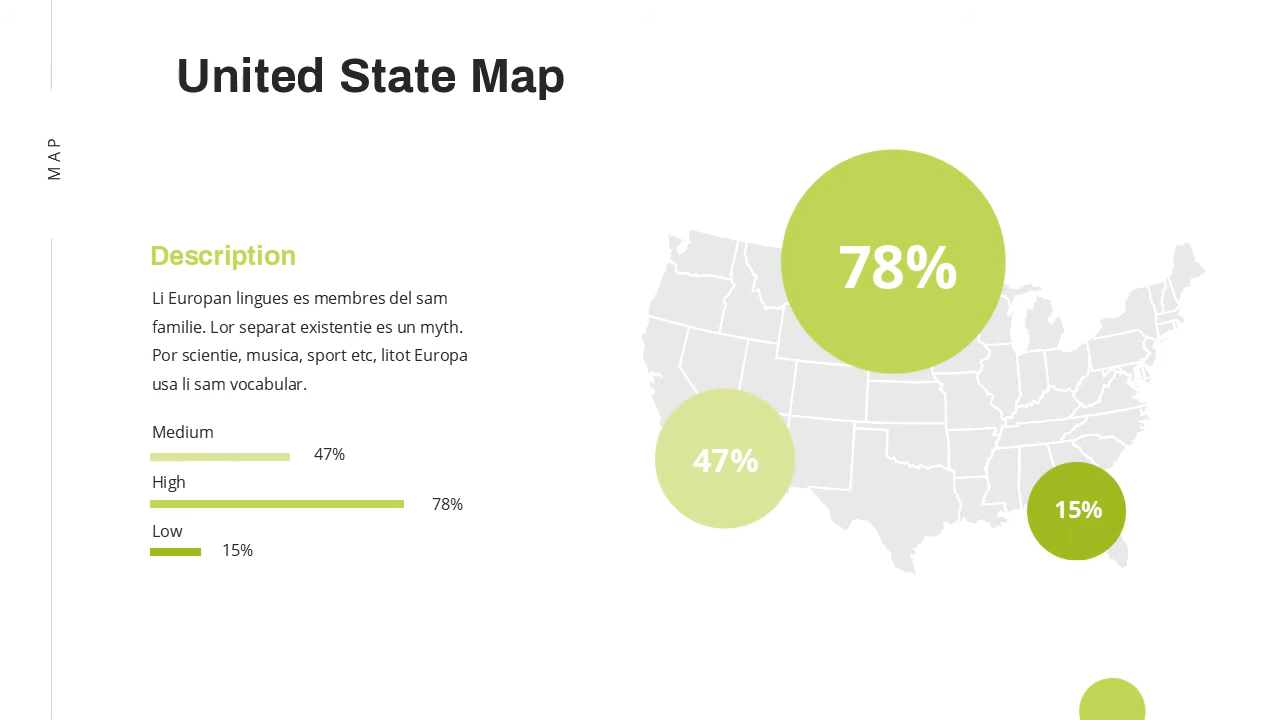 United State Map
MAP
Description
Li Europan lingues es membres del sam
familie. Lor separat existentie es un myth.
Por scientie, musica, sport etc, litot Europa
usa li sam vocabular.
Medium
47%
High
78%
Low
15%
78%
47%
15%